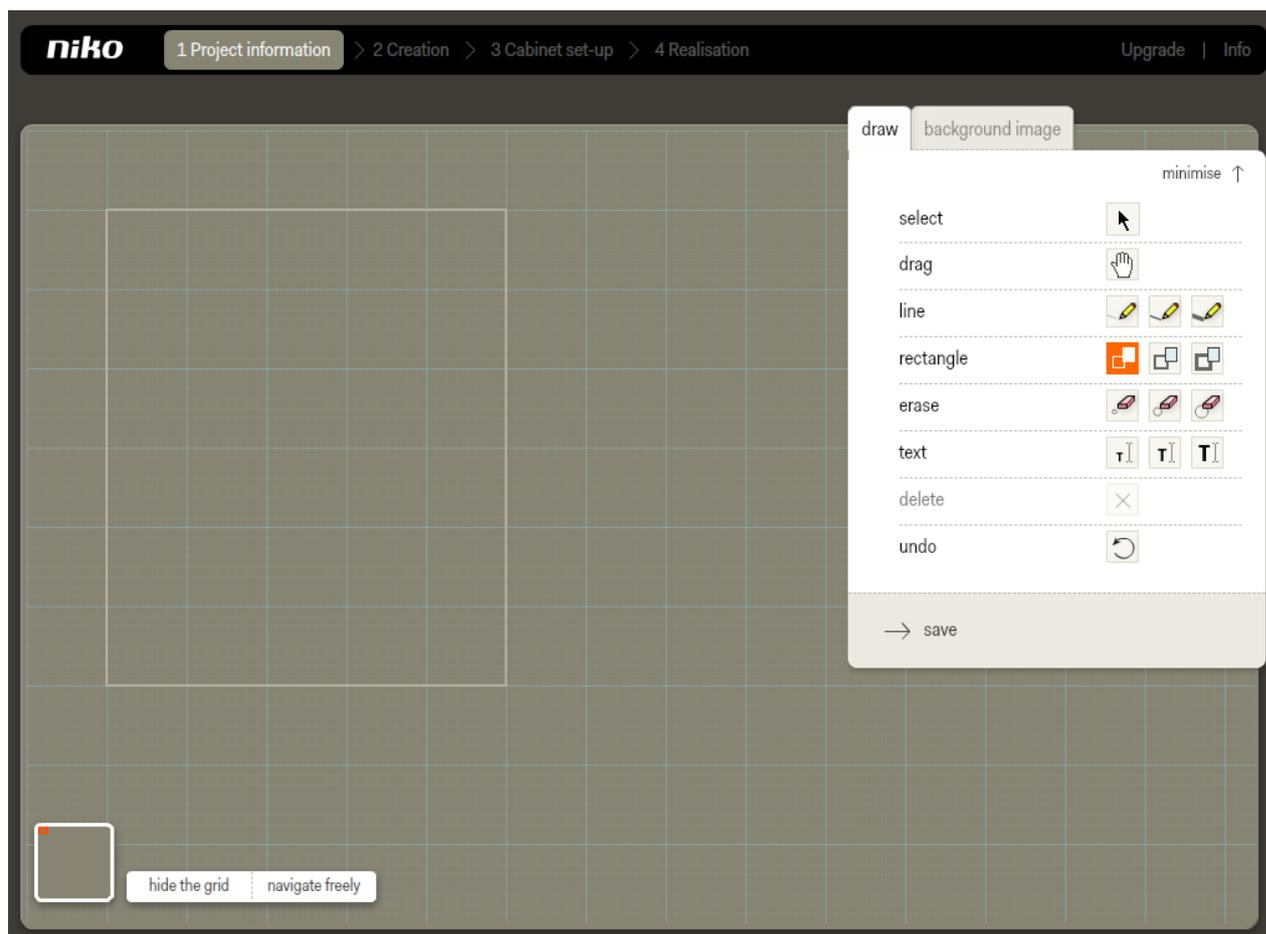 niko
1 Project information
2 Creation
3 Cabinet set-up
4 Realisation
Upgrade | Info
draw
background image
minimise ↑
select
drag
line
rectangle
erase
text
T T T
delete
undo
→ save
hide the grid
navigate freely